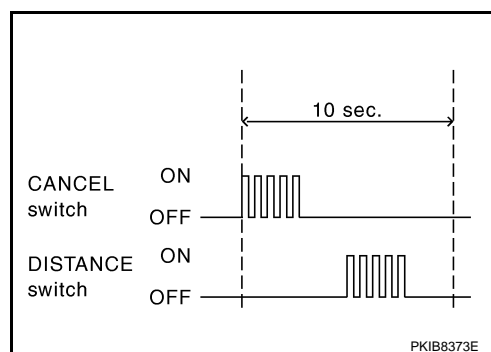 10 sec.
CANCEL
switch
ON
OFF
DISTANCE
switch
ON
OFF
PKIB8373E